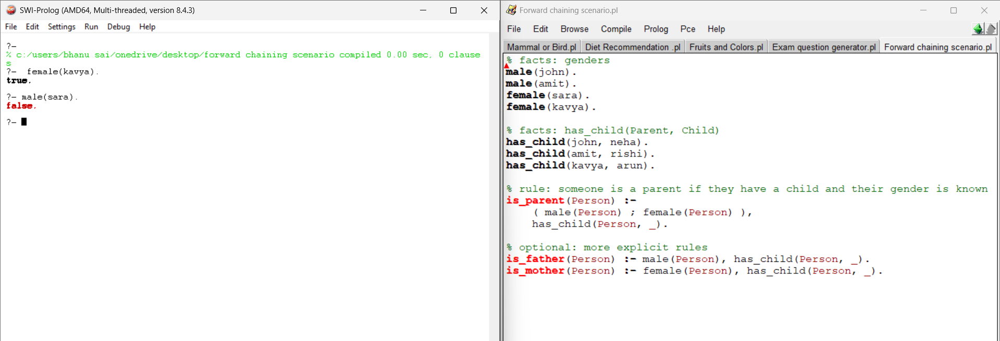 SWI-Prolog (AMD64, Multi-threaded, version 8.4.3)
File Edit Settings Run Debug Help
?-
% c:/users/bhanu sai/onedrive/desktop/forward chaining scenario compiled 0.00 sec, 0 clause
s
?-  female(kavya).
true.
?- male(sara).
false.
?-
Forward chaining scenario.pl
File Edit Browse Compile Prolog Pce Help
Mammal or Bird.pl Diet Recommendation .pl Fruits and Colors.pl Exam question generator.pl Forward chaining scenario.pl
% facts: genders
male(john).
male(amit).
female(sara).
female(kavya).
% facts: has_child(Parent, Child)
has_child(john, neha).
has_child(amit, rishi).
has_child(kavya, arun).
% rule: someone is a parent if they have a child and their gender is known
is_parent(Person) :-
    ( male(Person) ; female(Person) ),
    has_child(Person, _).
% optional: more explicit rules
is_father(Person) :- male(Person), has_child(Person, _).
is_mother(Person) :- female(Person), has_child(Person, _).